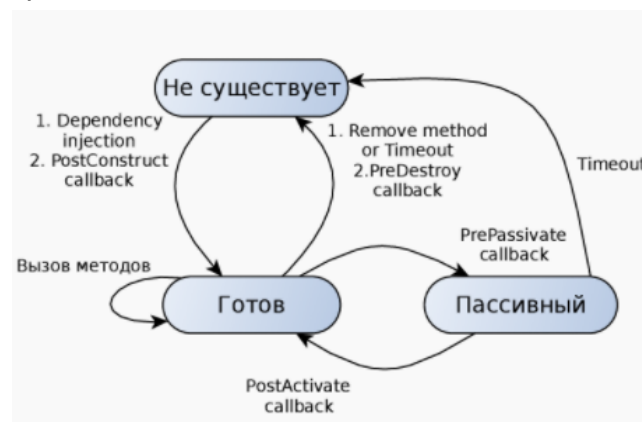 Не существует
1. Dependency
injection
2. PostConstruct
callback
1. Remove method
or Timeout
2.PreDestroy
callback
Timeout
PrePassivate
callback
Вызов методов
Готов
Пассивный
PostActivate
callback